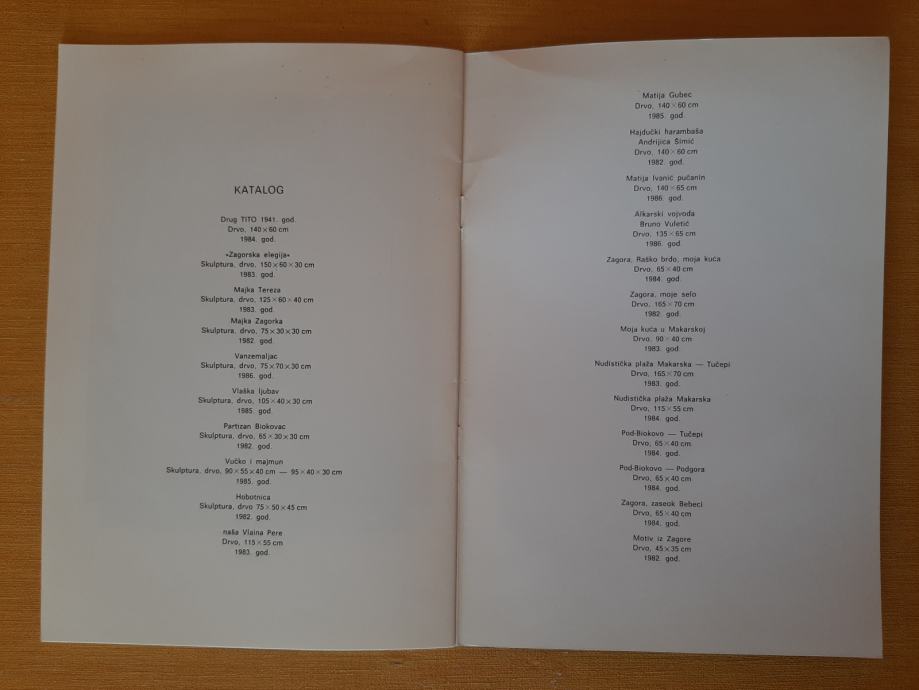 KATALOG
Drug TITO 1941. god.
Drvo, 140 × 60 cm
1984. god.
»Zagorska elegija«
Skulptura, drvo, 150 × 60 × 30 cm
1983. god.
Majka Tereza
Skulptura, drvo, 125 × 60 × 40 cm
1983. god.
Majka Zagorka
Skulptura, drvo, 75 × 30 × 30 cm
1982. god.
Vanzemaljac
Skulptura, drvo, 75 × 70 × 30 cm
1986. god.
Vlaška ljubav
Skulptura, drvo, 105 × 40 × 30 cm
1985. god.
Partizan Biokovac
Skulptura, drvo, 65 × 30 × 30 cm
1982. god.
Vučko i majmun
Skulptura, drvo, 90 × 55 × 40 cm — 95 × 40 × 30 cm
1985. god.
Hobotnica
Skulptura, drvo 75 × 50 × 45 cm
1982. god.
naša Vlaina Pere
Drvo, 115 × 55 cm
1983. god.
Matija Gubec
Drvo, 140 × 60 cm
1985. god.
Hajdučki harambaša
Andrijica Šimić
Drvo, 140 × 60 cm
1982. god.
Matija Ivanić pučanin
Drvo, 140 × 65 cm
1986. god.
Alkarski vojvoda
Bruno Vuletić
Drvo, 135 × 65 cm
1986. god.
Zagora, Raško brdo, moja kuća
Drvo, 65 × 40 cm
1984. god.
Zagora, moje selo
Drvo, 165 × 70 cm
1982. god.
Moja kuća u Makarskoj
Drvo, 90 × 40 cm
1983. god.
Nudistička plaža Makarska — Tučepi
Drvo, 165 × 70 cm
1983. god.
Nudistička plaža Makarska
Drvo, 115 × 55 cm
1984. god.
Pod-Biokovo — Tučepi
Drvo, 65 × 40 cm
1984. god.
Pod-Biokovo — Podgora
Drvo, 65 × 40 cm
1984. god.
Zagora, zaseok Bebeci
Drvo, 65 × 40 cm
1984. god.
Motiv iz Zagore
Drvo, 45 × 35 cm
1982. god.